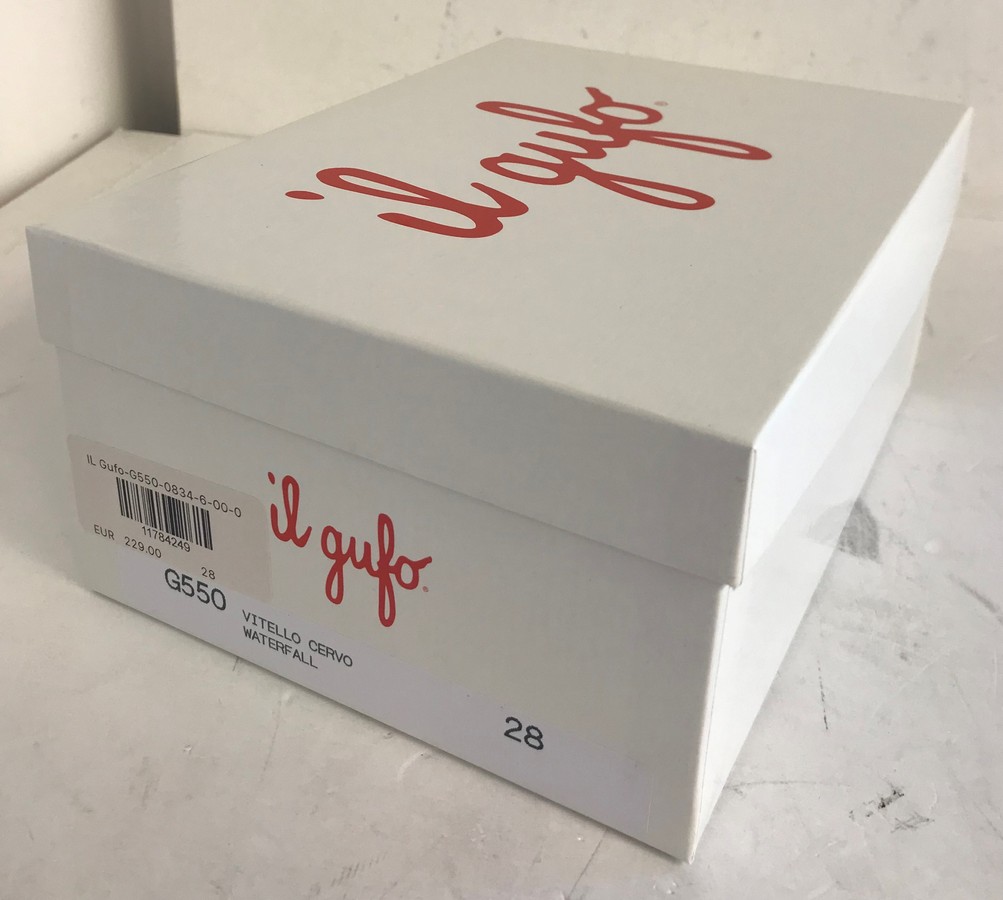 il gufo
IL Gufo-G550-0834-6-00-0
11784249
EUR 229.00
28
il gufo
G550
VITELLO CERVO
WATERFALL
28